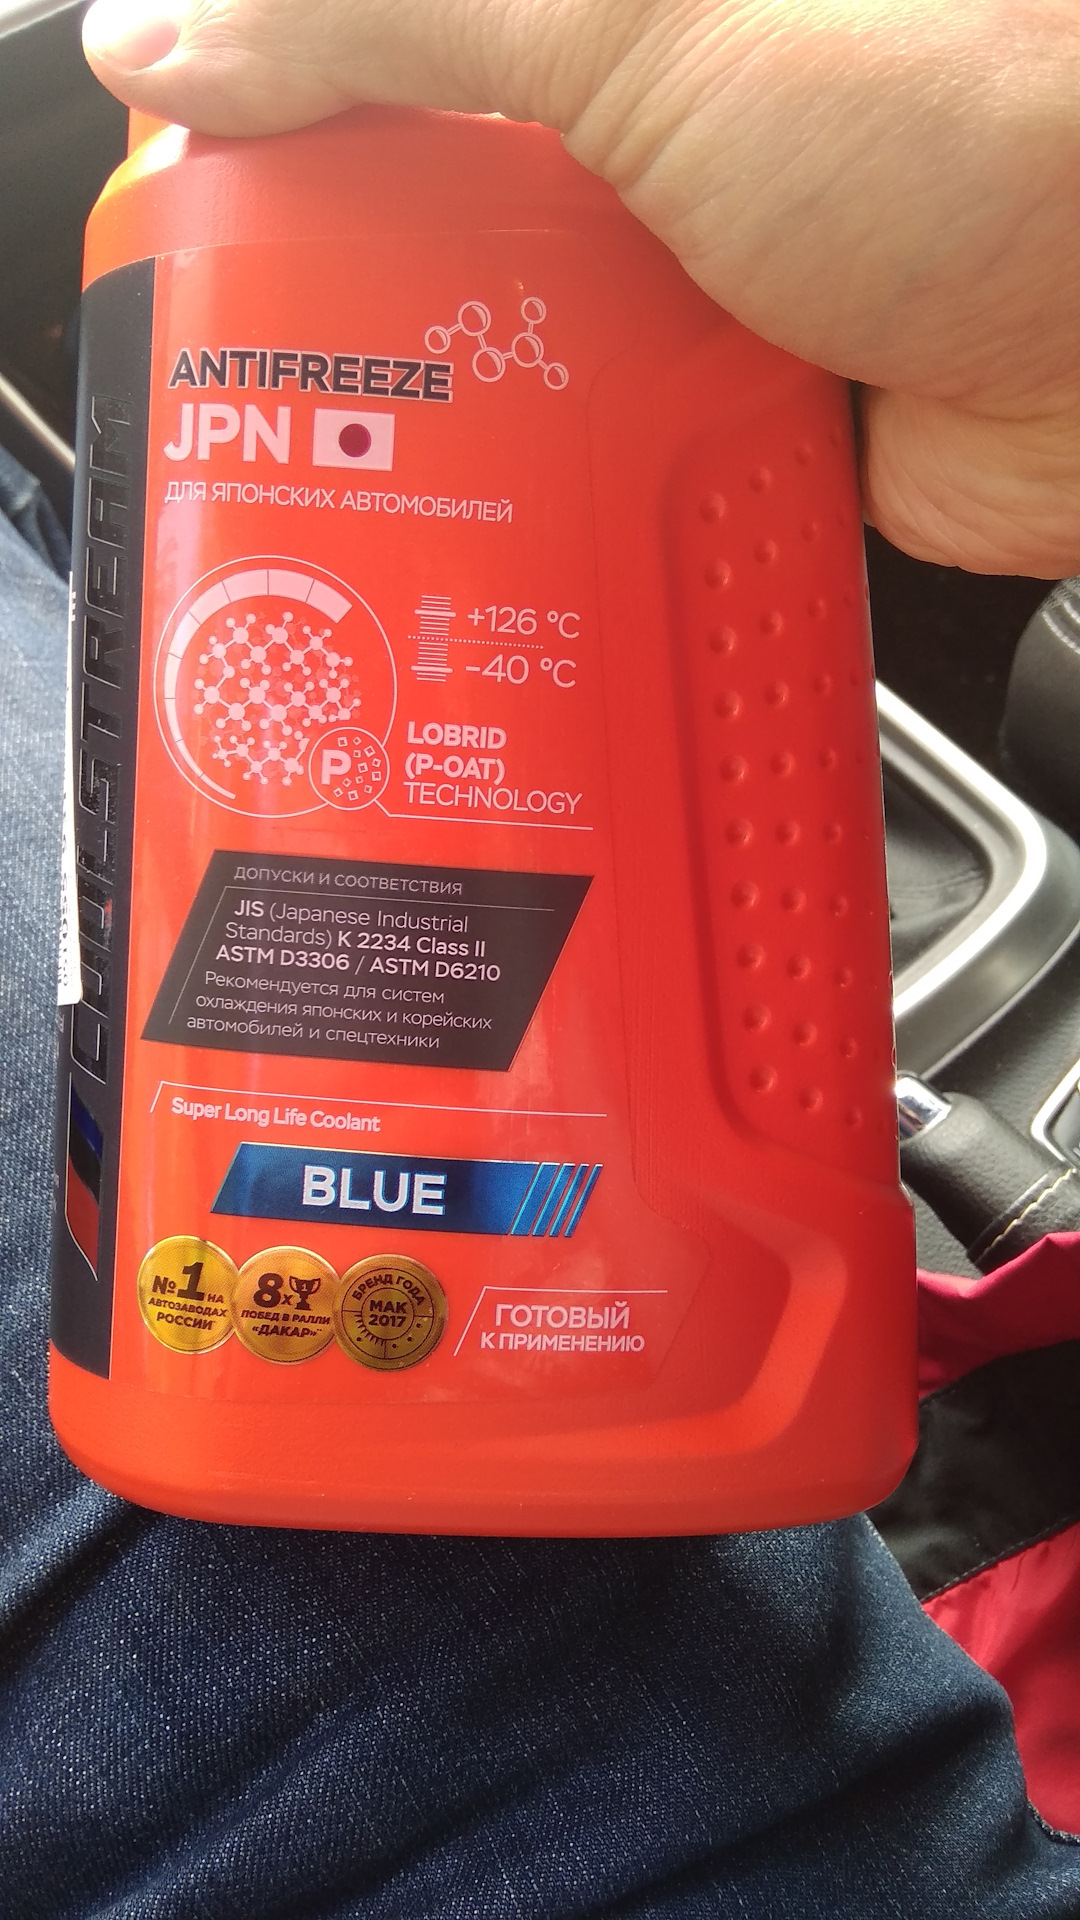 ANTIFREEZE
JPN
ДЛЯ ЯПОНСКИХ АВТОМОБИЛЕЙ
+126 °C
-40 °C
LOBRID
(P-OAT)
TECHNOLOGY
P
ДОПУСКИ И СООТВЕТСТВИЯ
JIS (Japanese Industrial
Standards) K 2234 Class II
ASTM D3306 / ASTM D6210
Рекомендуется для систем
охлаждения японских и корейских
автомобилей и спецтехники
Super Long Life Coolant
BLUE
№1 НА
АВТОЗАВОДАХ
РОССИИ
8x 1
ПОБЕД В РАЛЛИ
«ДАКАР»
БРЕНД ГОДА
МАК
2017
ГОТОВЫЙ
К ПРИМЕНЕНИЮ
COOLSTREAM